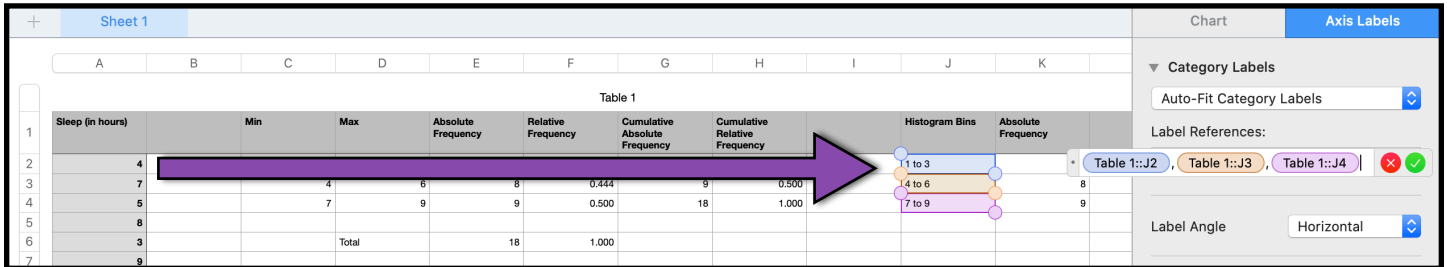 + Sheet 1 Chart Axis Labels
A B C D E F G H I J K
Category Labels
Auto-Fit Category Labels
Table 1
Label References:
1 Sleep (in hours) Min Max Absolute Frequency Relative Frequency Cumulative Absolute Frequency Cumulative Relative Frequency Histogram Bins Absolute Frequency
2 4 1 to 3 Table 1::J2 , Table 1::J3 , Table 1::J4
3 7 4 6 8 0.444 9 0.500 4 to 6 8
4 5 7 9 9 0.500 18 1.000 7 to 9 9
5 8
Label Angle Horizontal
6 3 Total 18 1.000
7 9